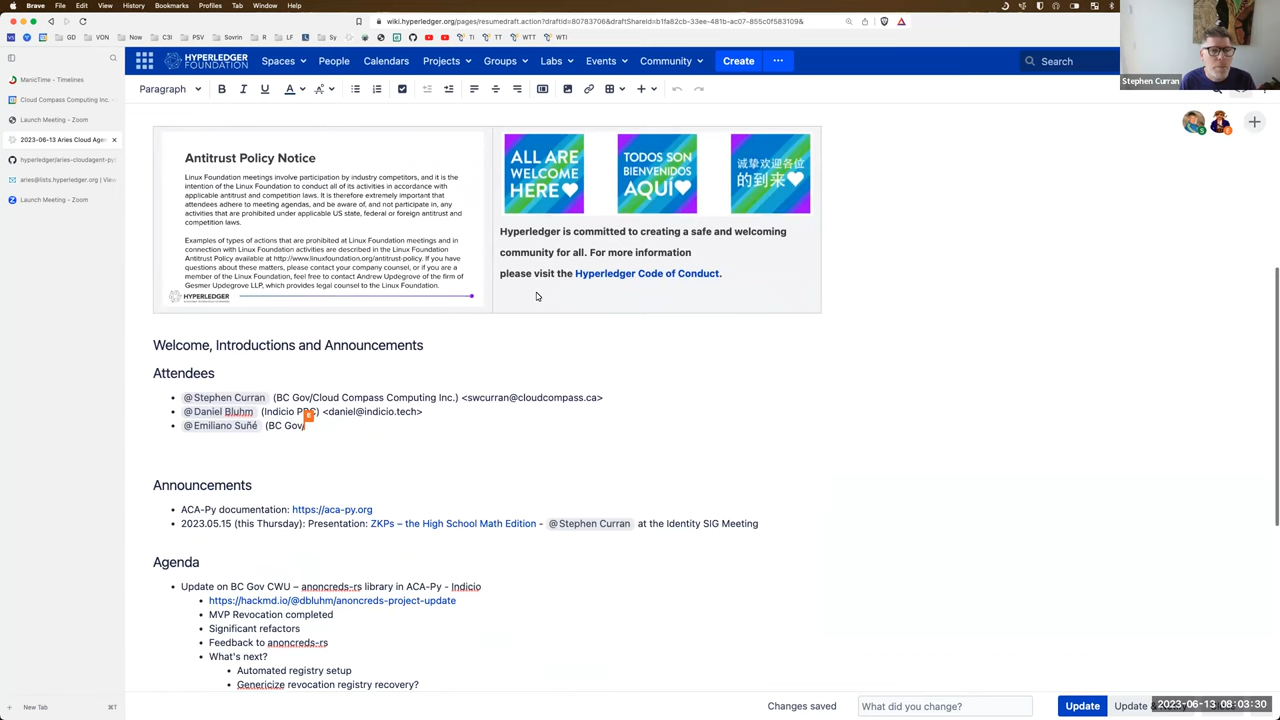 Brave File Edit View History Bookmarks Profiles Tab Window Help
wiki.hyperledger.org/pages/resumedraft.action?draftId=80783706&draftShareId=b1fa82cb-33ee-481b-ac07-855c0f583109&
GD VON Now C3I PSV Sovrin R LF Sy TI TT WTT WTI
ManicTime - Timelines
Cloud Compass Computing Inc. -
Launch Meeting - Zoom
2023-06-13 Aries Cloud Age
hyperledger/aries-cloudagent-py
aries@lists.hyperledger.org | View
Launch Meeting - Zoom
New Tab ⌘T
HYPERLEDGER FOUNDATION Spaces People Calendars Projects Groups Labs Events Community Create ... Search
Stephen Curran
Paragraph B I U A
Antitrust Policy Notice
Linux Foundation meetings involve participation by industry competitors, and it is the
intention of the Linux Foundation to conduct all of its activities in accordance with
applicable antitrust and competition laws. It is therefore extremely important that
attendees adhere to meeting agendas, and be aware of, and not participate in, any
activities that are prohibited under applicable US state, federal or foreign antitrust and
competition laws.
Examples of types of actions that are prohibited at Linux Foundation meetings and in
connection with Linux Foundation activities are described in the Linux Foundation
Antitrust Policy available at http://www.linuxfoundation.org/antitrust-policy. If you have
questions about these matters, please contact your company counsel, or if you are a
member of the Linux Foundation, feel free to contact Andrew Updegrove of the firm of
Gesmer Updegrove LLP, which provides legal counsel to the Linux Foundation.
HYPERLEDGER
ALL ARE
WELCOME
HERE
TODOS SON
BIENVENIDOS
AQUÍ
诚挚欢迎各位
的到来
Hyperledger is committed to creating a safe and welcoming
community for all. For more information
please visit the Hyperledger Code of Conduct.
Welcome, Introductions and Announcements
Attendees
@Stephen Curran (BC Gov/Cloud Compass Computing Inc.) <swcurran@cloudcompass.ca>
@Daniel Bluhm (Indicio PBC) <daniel@indicio.tech>
@Emiliano Suñé (BC Gov/
Announcements
ACA-Py documentation: https://aca-py.org
2023.05.15 (this Thursday): Presentation: ZKPs – the High School Math Edition - @Stephen Curran at the Identity SIG Meeting
Agenda
Update on BC Gov CWU – anoncreds-rs library in ACA-Py - Indicio
https://hackmd.io/@dbluhm/anoncreds-project-update
MVP Revocation completed
Significant refactors
Feedback to anoncreds-rs
What's next?
Automated registry setup
Genericize revocation registry recovery?
Changes saved What did you change? Update Update
2023-06-13 08:03:30